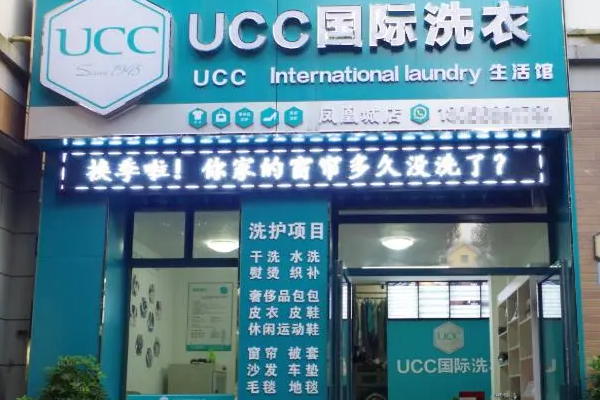 UCC
Since 1945
UCC国际洗衣
UCC International laundry 生活馆
凤凰城店
换季啦！你家的窗帘多久没洗了？
洗护项目
干洗 水洗
熨烫 织补
奢侈品包包
皮衣 皮鞋
休闲运动鞋
窗帘 被套
沙发 车垫
毛毯 地毯
UCC
UCC国际洗